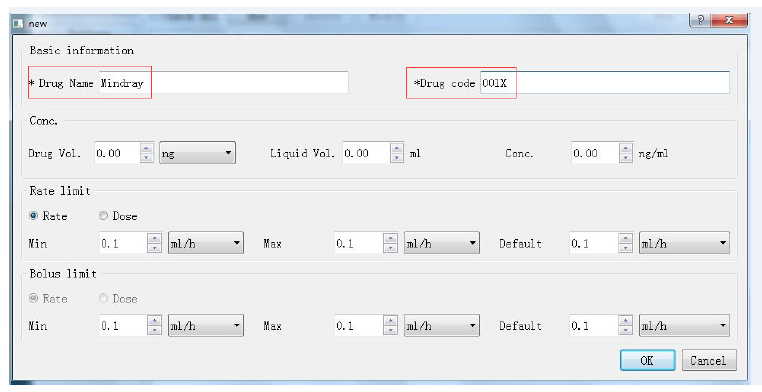 new
Basic information
* Drug Name Mindray *Drug code 001X
Conc.
Drug Vol. 0.00 ng Liquid Vol. 0.00 ml Conc. 0.00 ng/ml
Rate limit
Rate Dose
Min 0.1 ml/h Max 0.1 ml/h Default 0.1 ml/h
Bolus limit
Rate Dose
Min 0.1 ml/h Max 0.1 ml/h Default 0.1 ml/h
OK Cancel